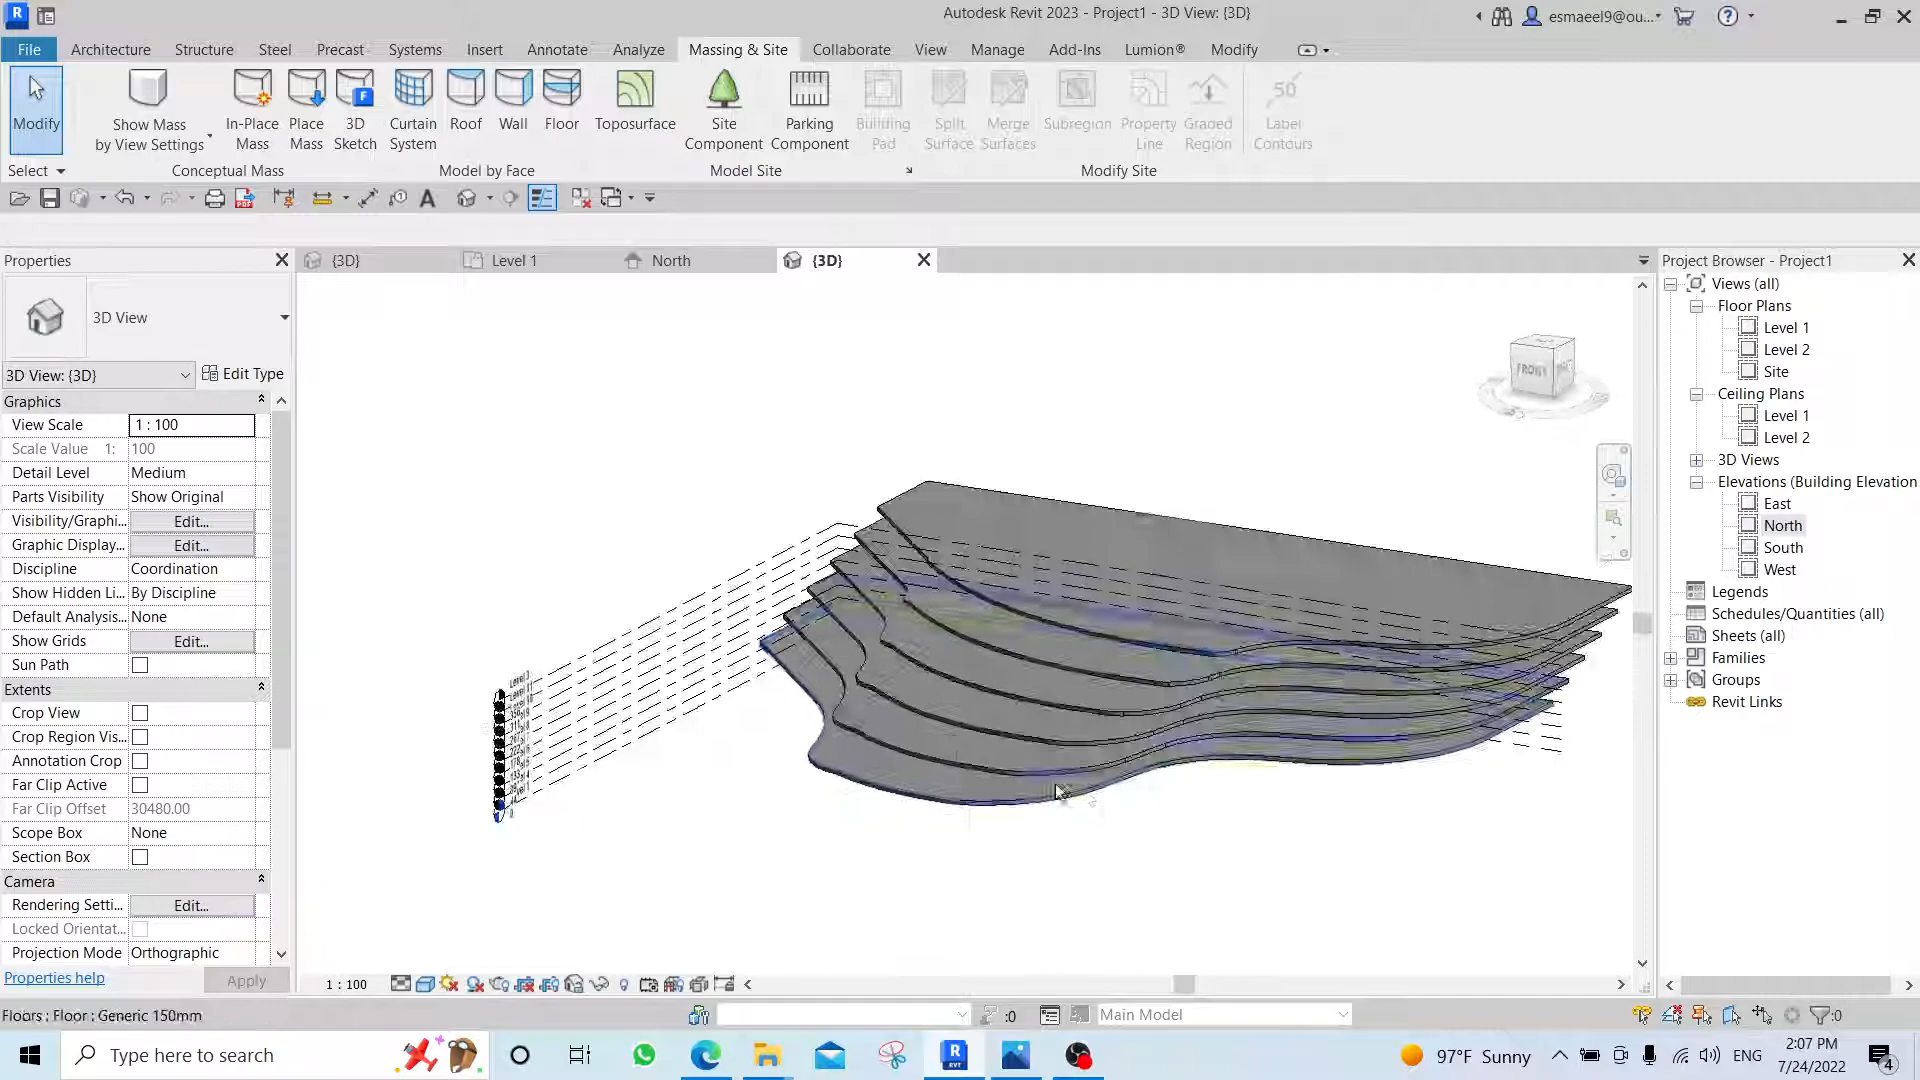 Autodesk Revit 2023 - Project1 - 3D View: {3D}
esmaeel9@ou...
File
Architecture
Structure
Steel
Precast
Systems
Insert
Annotate
Analyze
Massing & Site
Collaborate
View
Manage
Add-Ins
Lumion®
Modify
Modify
Show Mass
by View Settings
In-Place
Mass
Place
Mass
3D
Sketch
Curtain
System
Roof
Wall
Floor
Toposurface
Site
Component
Parking
Component
Building
Pad
Split
Surface
Merge
Surfaces
Subregion
Property
Line
Graded
Region
50
Label
Contours
Select
Conceptual Mass
Model by Face
Model Site
Modify Site
Properties
{3D}
Level 1
North
{3D}
Project Browser - Project1
3D View
3D View: {3D}
Edit Type
Graphics
View Scale 1 : 100
Scale Value 1: 100
Detail Level Medium
Parts Visibility Show Original
Visibility/Graphi... Edit...
Graphic Display... Edit...
Discipline Coordination
Show Hidden Li... By Discipline
Default Analysis... None
Show Grids Edit...
Sun Path
Extents
Crop View
Crop Region Vis...
Annotation Crop
Far Clip Active
Far Clip Offset 30480.00
Scope Box None
Section Box
Camera
Rendering Setti... Edit...
Locked Orientat...
Projection Mode Orthographic
Properties help
Apply
FRONT
Views (all)
Floor Plans
Level 1
Level 2
Site
Ceiling Plans
Level 1
Level 2
3D Views
Elevations (Building Elevation
East
North
South
West
Legends
Schedules/Quantities (all)
Sheets (all)
Families
Groups
Revit Links
1 : 100
Floors : Floor : Generic 150mm
:0
Main Model
:0
Type here to search
97°F Sunny
ENG
2:07 PM
7/24/2022
4